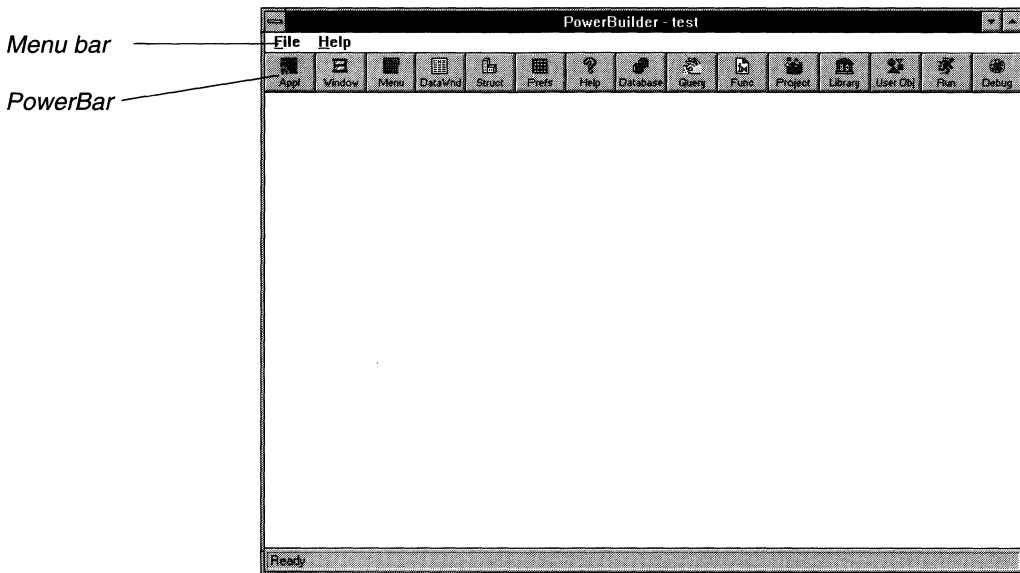 PowerBuilder - test
Menu bar
File Help
PowerBar
Appl Window Menu DataWnd Struct Prefs Help Database Query Func Project Library User Obj Run Debug
Ready